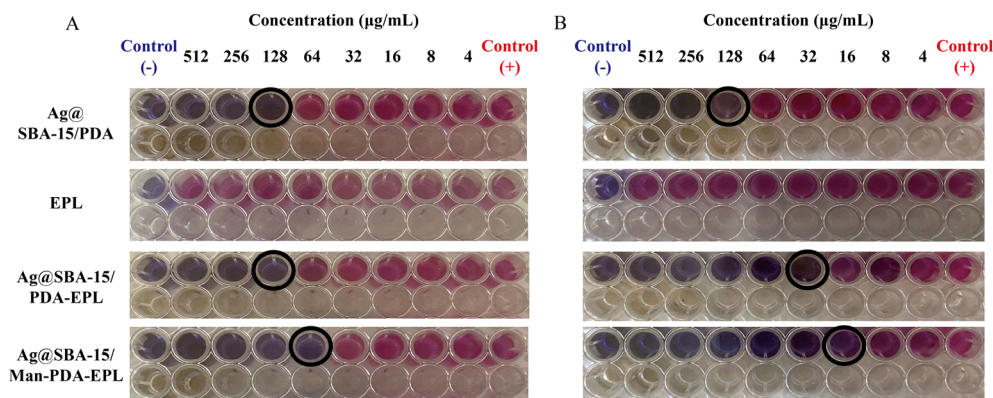 A
Concentration (μg/mL)
Control
(-)
512 256 128 64 32 16 8 4
Control
(+)
B
Concentration (μg/mL)
Control
(-)
512 256 128 64 32 16 8 4
Control
(+)
Ag@
SBA-15/PDA
EPL
Ag@SBA-15/
PDA-EPL
Ag@SBA-15/
Man-PDA-EPL